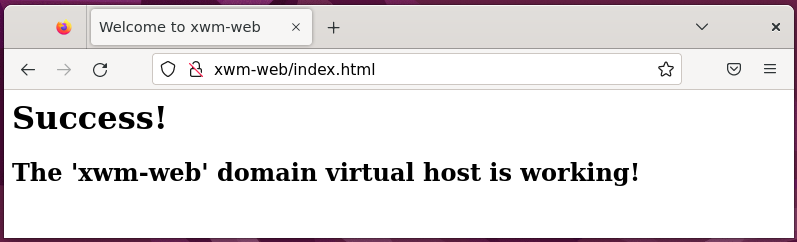 Welcome to xwm-web
xwm-web/index.html
Success!
The 'xwm-web' domain virtual host is working!